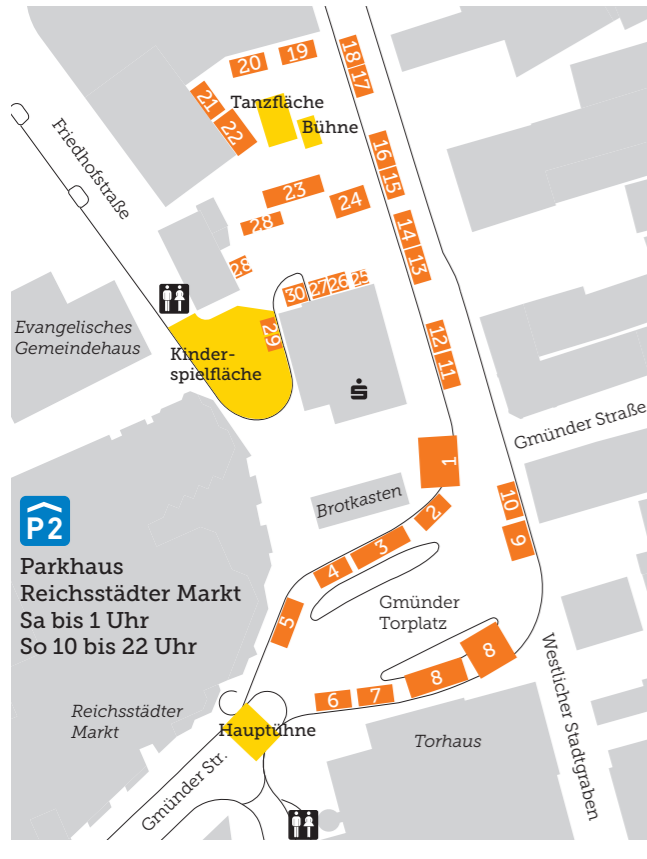 20
19
18
17
21
22
Tanzfläche
Bühne
Friedhofstraße
16
15
23
24
28
14
13
28
30
27
26
25
29
Evangelisches
Gemeindehaus
Kinder-
spielfläche
12
11
Gmünder Straße
1
Brotkasten
2
10
9
P2
Parkhaus
Reichsstädter Markt
Sa bis 1 Uhr
So 10 bis 22 Uhr
3
4
5
Gmünder
Torplatz
8
8
7
6
Westlicher Stadtgraben
Reichsstädter
Markt
Hauptühne
Torhaus
Gmünder Str.